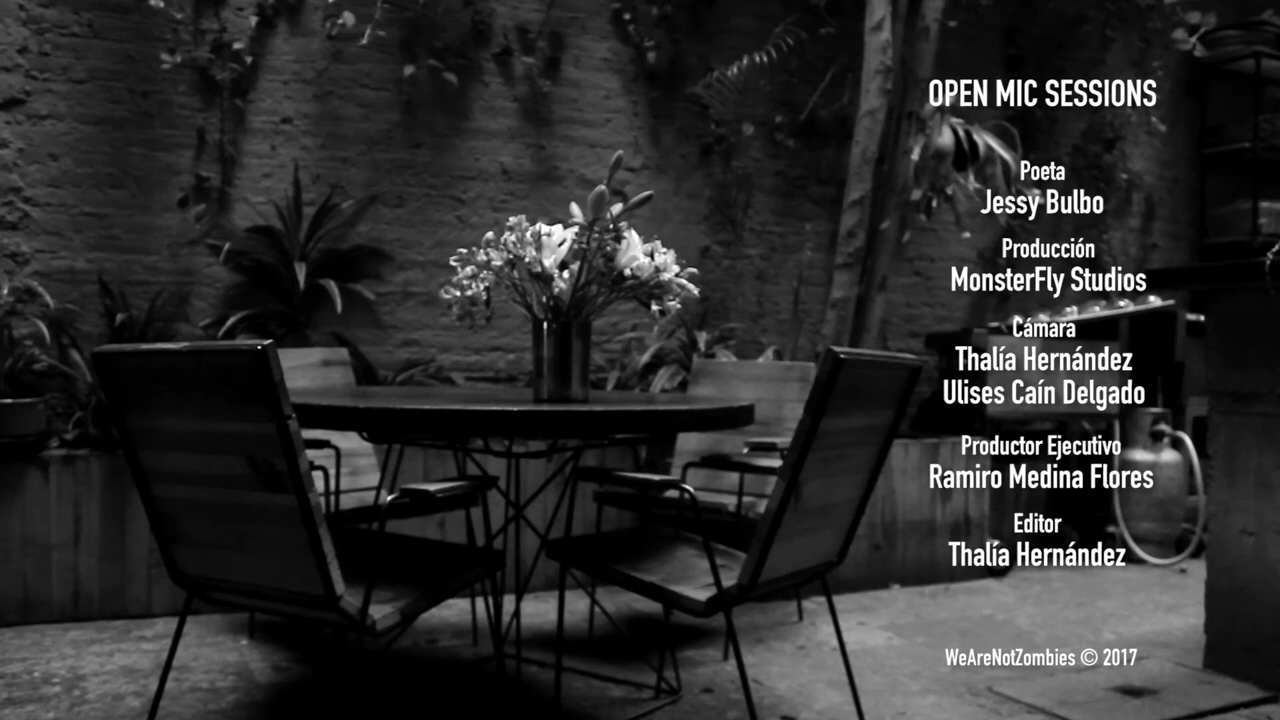 OPEN MIC SESSIONS
Poeta
Jessy Bulbo
Producción
MonsterFly Studios
Cámara
Thalía Hernández
Ulises Caín Delgado
Productor Ejecutivo
Ramiro Medina Flores
Editor
Thalía Hernández
WeAreNotZombies © 2017